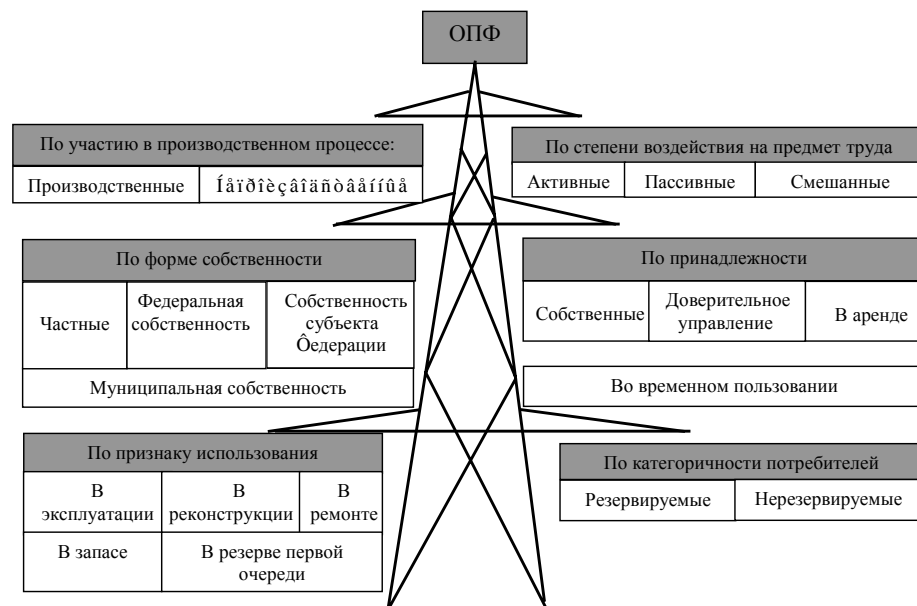 ОПФ
По участию в производственном процессе:
Производственные Íåïðîèçâîäñòâåííûå
По степени воздействия на предмет труда
Активные Пассивные Смешанные
По форме собственности
Частные
Федеральная
собственность
Собственность
субъекта
Ôедерации
Муниципальная собственность
По принадлежности
Собственные
Доверительное
управление
В аренде
Во временном пользовании
По признаку использования
В
эксплуатации
В
реконструкции
В
ремонте
В запасе
В резерве первой
очереди
По категоричности потребителей
Резервируемые Нерезервируемые